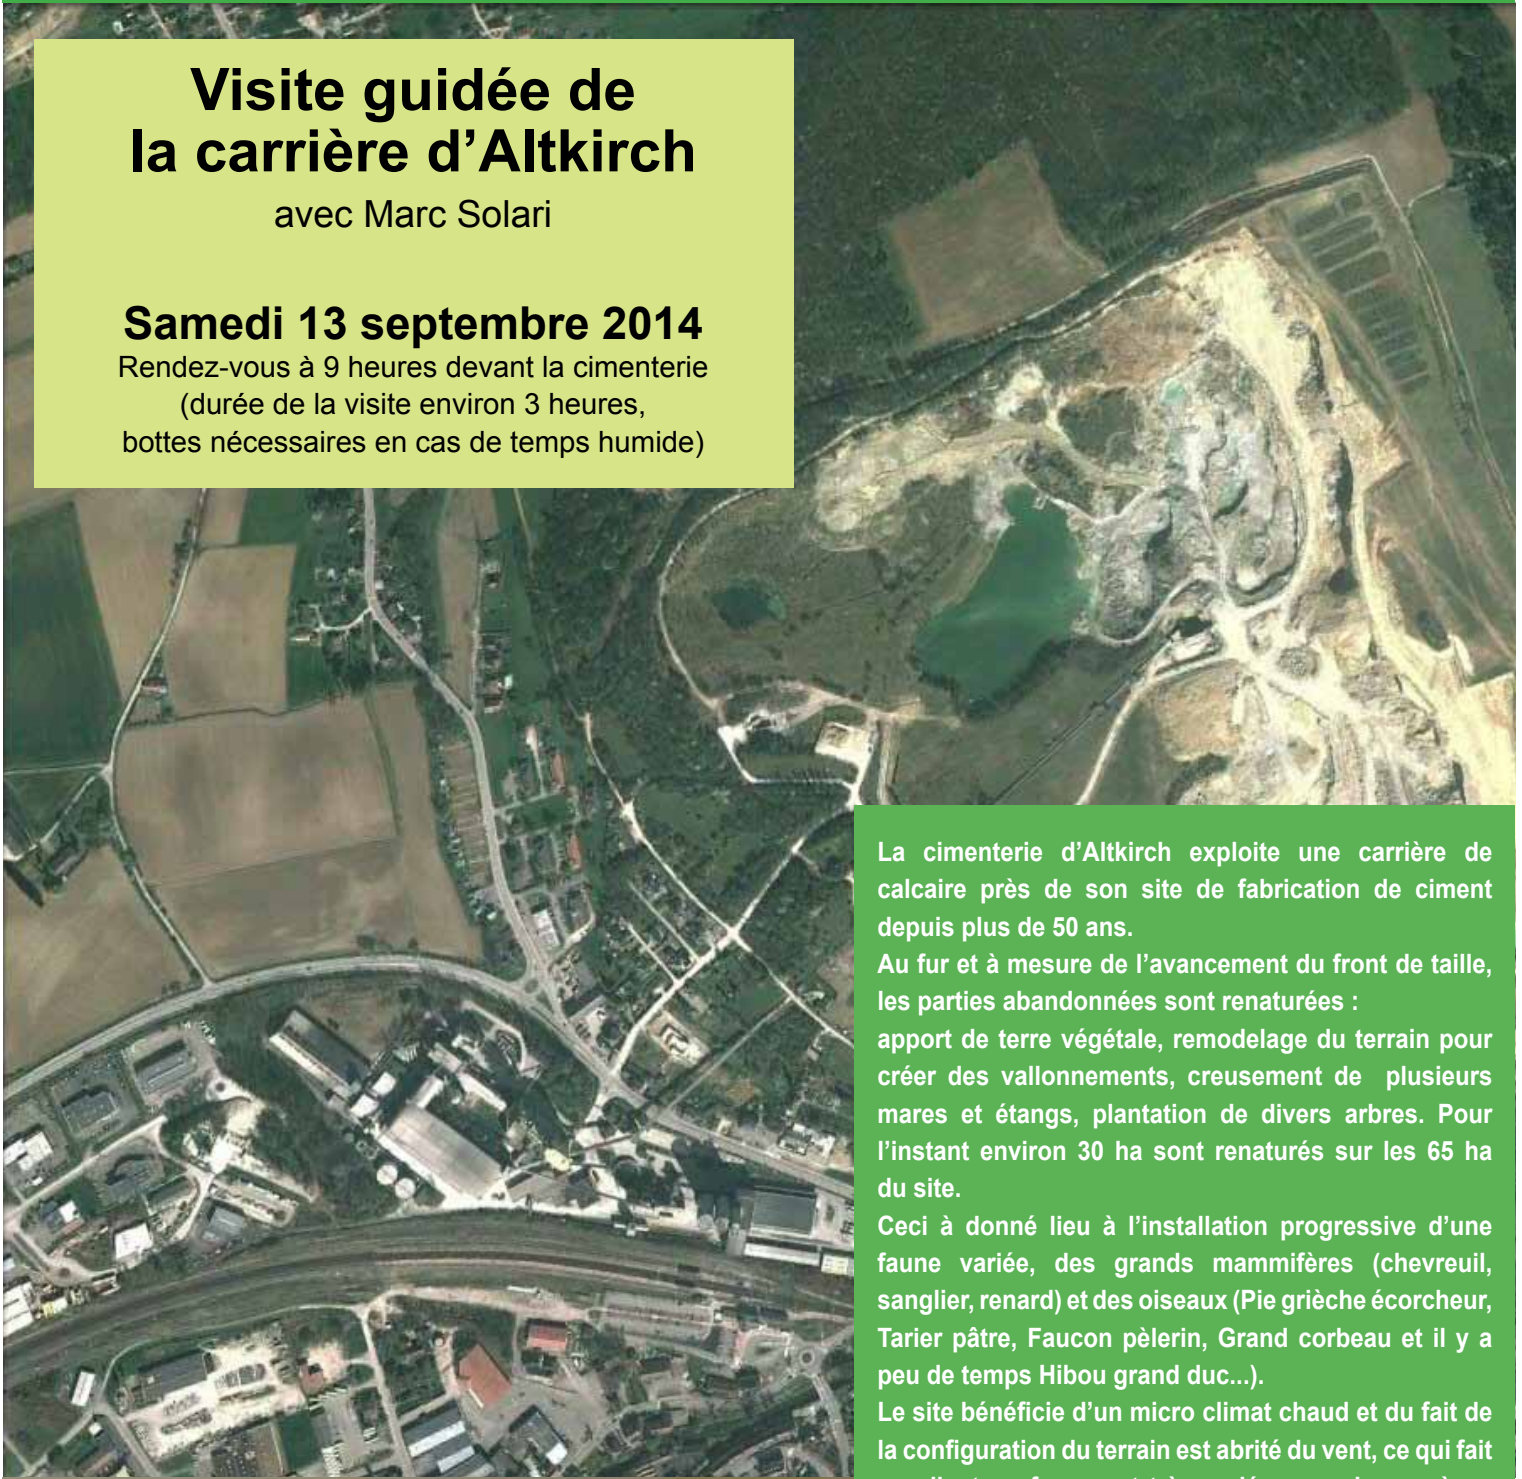 Visite guidée de
la carrière d’Altkirch
avec Marc Solari
Samedi 13 septembre 2014
Rendez-vous à 9 heures devant la cimenterie
(durée de la visite environ 3 heures,
bottes nécessaires en cas de temps humide)
La cimenterie d’Altkirch exploite une carrière de
calcaire près de son site de fabrication de ciment
depuis plus de 50 ans.
Au fur et à mesure de l’avancement du front de taille,
les parties abandonnées sont renaturées :
apport de terre végétale, remodelage du terrain pour
créer des vallonnements, creusement de plusieurs
mares et étangs, plantation de divers arbres. Pour
l’instant environ 30 ha sont renaturés sur les 65 ha
du site.
Ceci à donné lieu à l’installation progressive d’une
faune variée, des grands mammifères (chevreuil,
sanglier, renard) et des oiseaux (Pie grièche écorcheur,
Tarier pâtre, Faucon pèlerin, Grand corbeau et il y a
peu de temps Hibou grand duc...).
Le site bénéficie d’un micro climat chaud et du fait de
la configuration du terrain est abrité du vent, ce qui fait